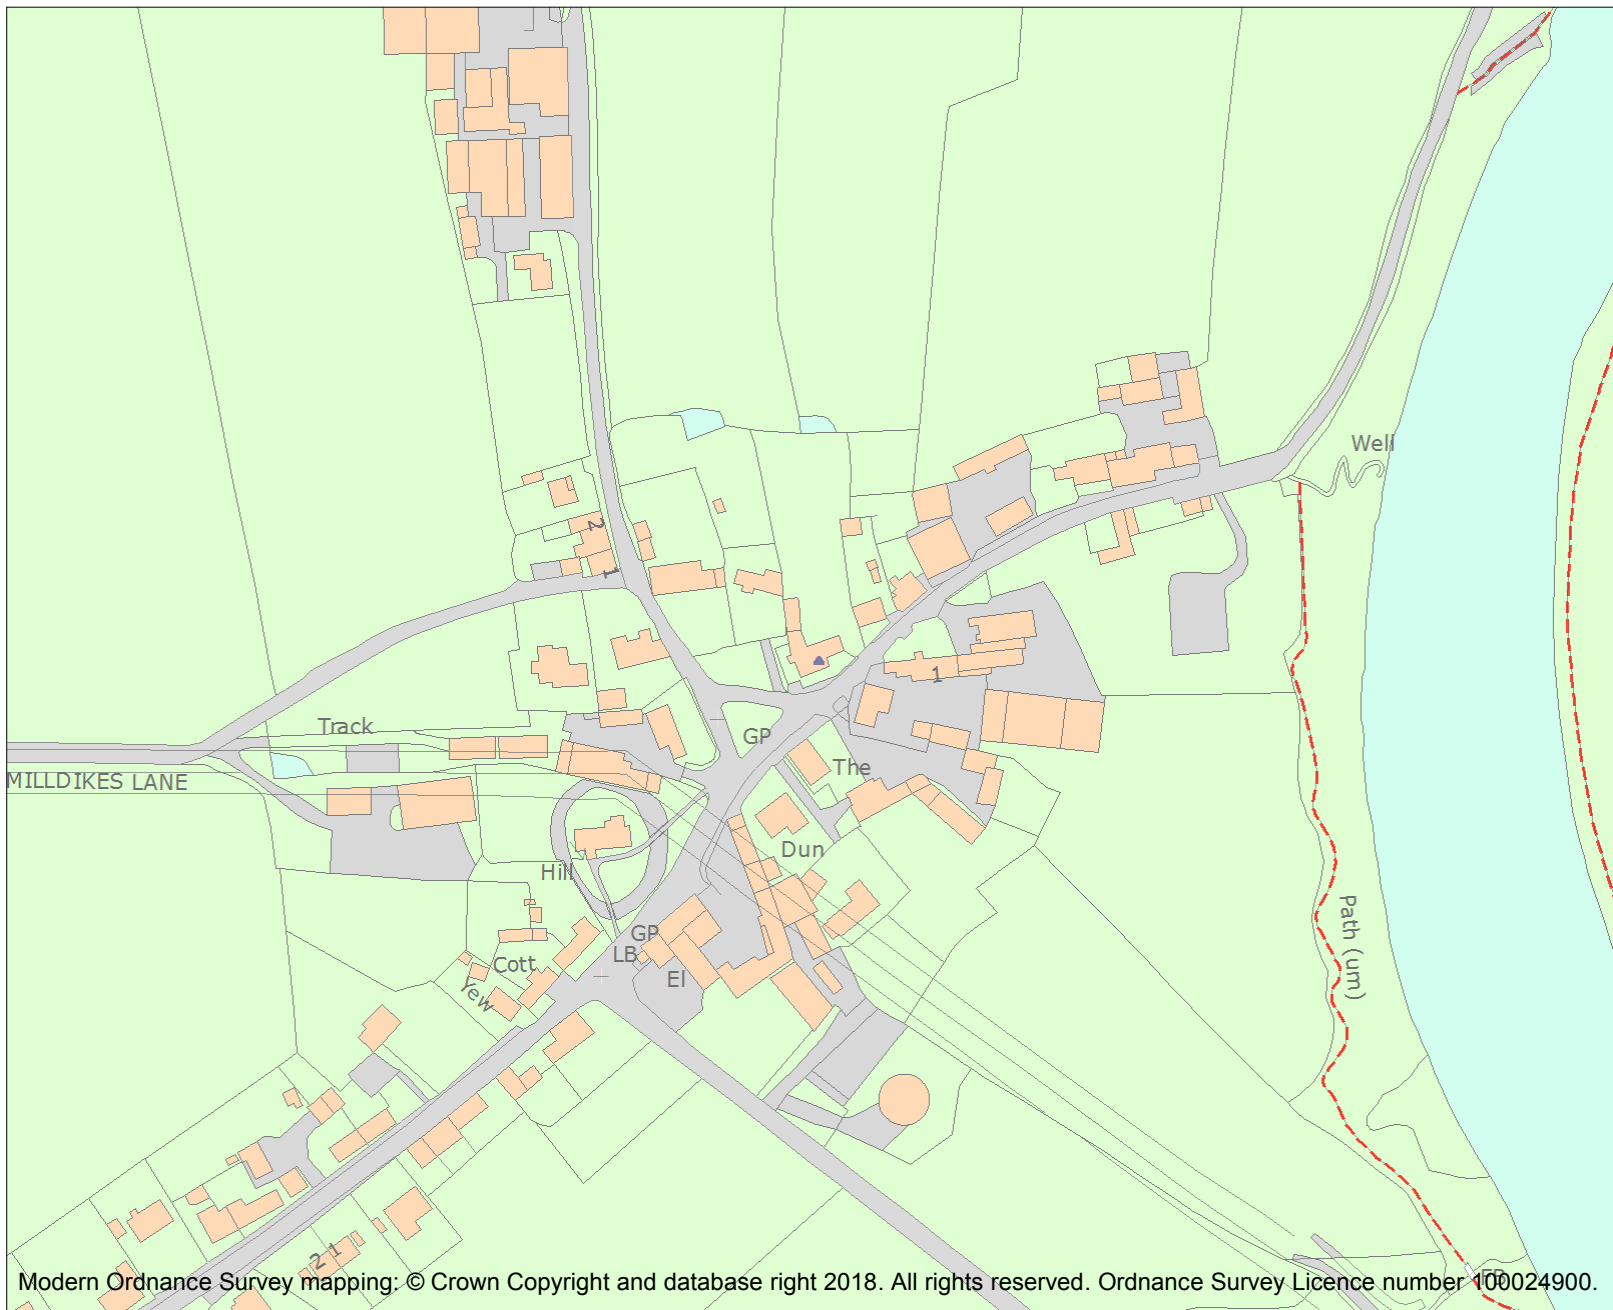 Well
2
1
1
Track
GP
The
MILLDIKES LANE
Dun
Hill
Path (um)
GP
LB
Cott
El
Yew
2 1
FB
Modern Ordnance Survey mapping: © Crown Copyright and database right 2018. All rights reserved. Ordnance Survey Licence number 100024900.